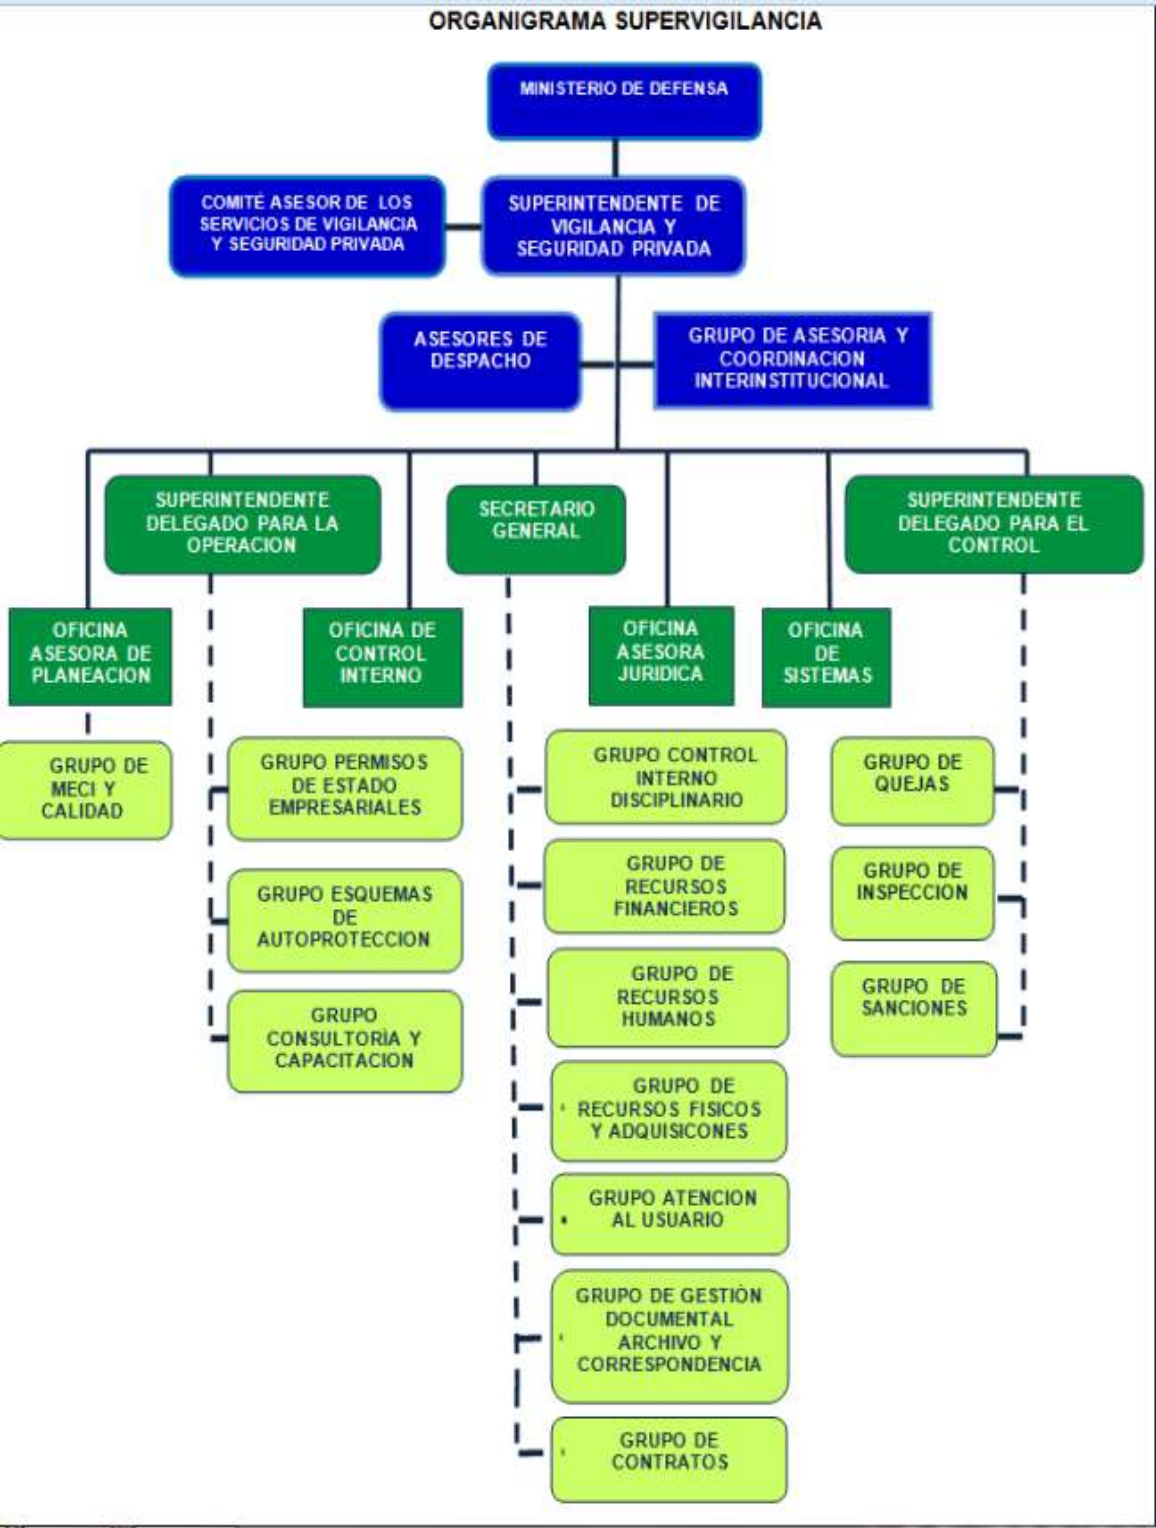 ORGANIGRAMA SUPERVIGILANCIA
MINISTERIO DE DEFENSA
COMITÉ ASESOR DE LOS
SERVICIOS DE VIGILANCIA
Y SEGURIDAD PRIVADA
SUPERINTENDENTE DE
VIGILANCIA Y
SEGURIDAD PRIVADA
ASESORES DE
DESPACHO
GRUPO DE ASESORIA Y
COORDINACION
INTERINSTITUCIONAL
SUPERINTENDENTE
DELEGADO PARA LA
OPERACION
SECRETARIO
GENERAL
SUPERINTENDENTE
DELEGADO PARA EL
CONTROL
OFICINA
ASESORA DE
PLANEACION
OFICINA DE
CONTROL
INTERNO
OFICINA
ASESORA
JURIDICA
OFICINA
DE
SISTEMAS
GRUPO DE
MECI Y
CALIDAD
GRUPO PERMISOS
DE ESTADO
EMPRESARIALES
GRUPO ESQUEMAS
DE
AUTOPROTECCION
GRUPO
CONSULTORÌA Y
CAPACITACION
GRUPO CONTROL
INTERNO
DISCIPLINARIO
GRUPO DE
RECURSOS
FINANCIEROS
GRUPO DE
RECURSOS
HUMANOS
GRUPO DE
RECURSOS FISICOS
Y ADQUISICONES
GRUPO ATENCION
AL USUARIO
GRUPO DE GESTIÓN
DOCUMENTAL
ARCHIVO Y
CORRESPONDENCIA
GRUPO DE
CONTRATOS
GRUPO DE
QUEJAS
GRUPO DE
INSPECCION
GRUPO DE
SANCIONES